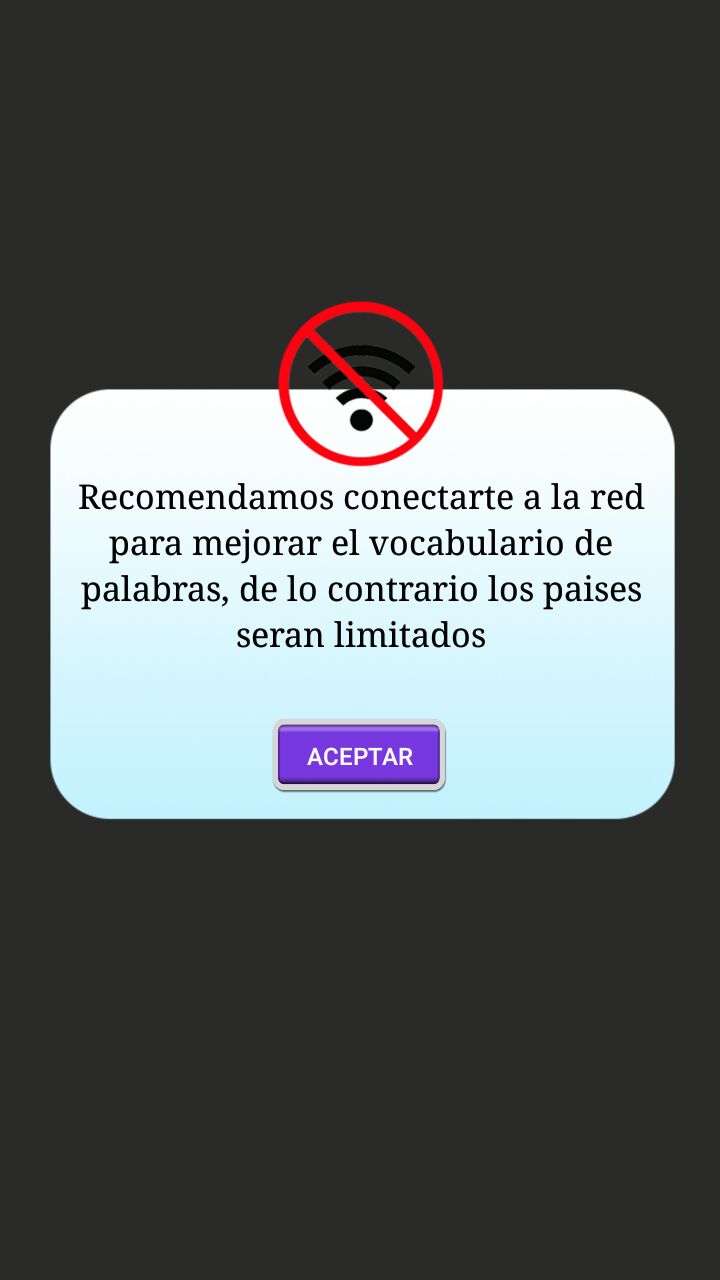 Recomendamos conectarte a la red
para mejorar el vocabulario de
palabras, de lo contrario los paises
seran limitados
ACEPTAR